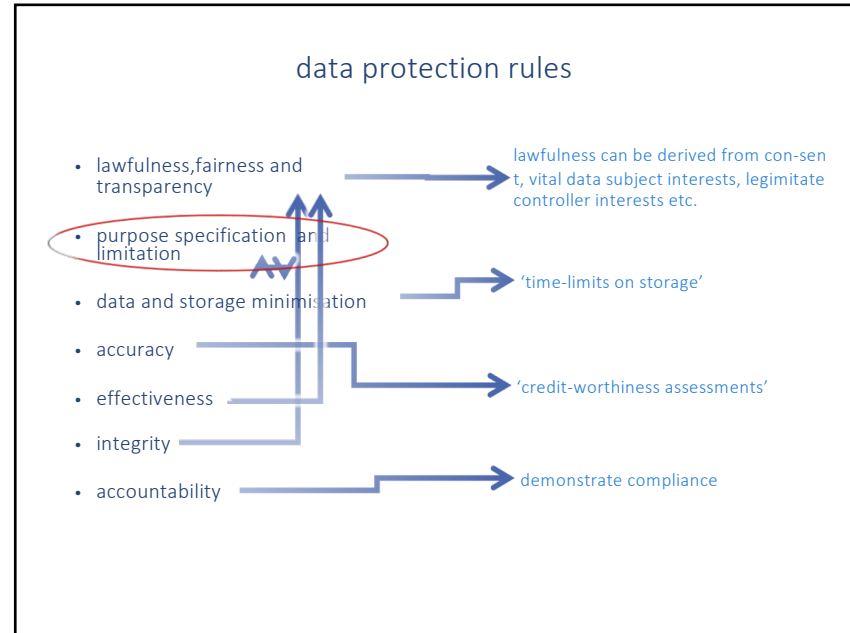 data protection rules
• lawfulness,fairness and
transparency
lawfulness can be derived from con-sen
t, vital data subject interests, legimitate
controller interests etc.
• purpose specification and
limitation
• data and storage minimisation
‘time-limits on storage’
• accuracy
‘credit-worthiness assessments’
• effectiveness
• integrity
• accountability
demonstrate compliance